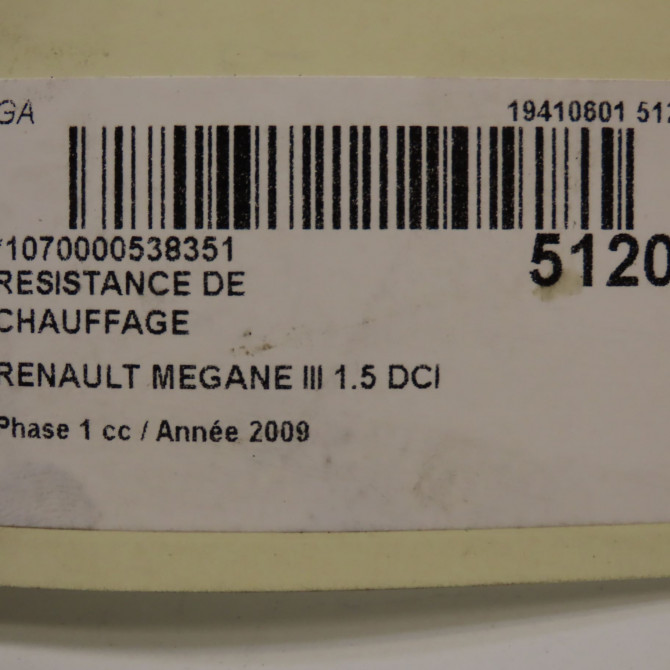 GA
19410601 512
*1070000538351
5120
RESISTANCE DE
CHAUFFAGE
RENAULT MEGANE III 1.5 DCI
Phase 1 cc / Année 2009